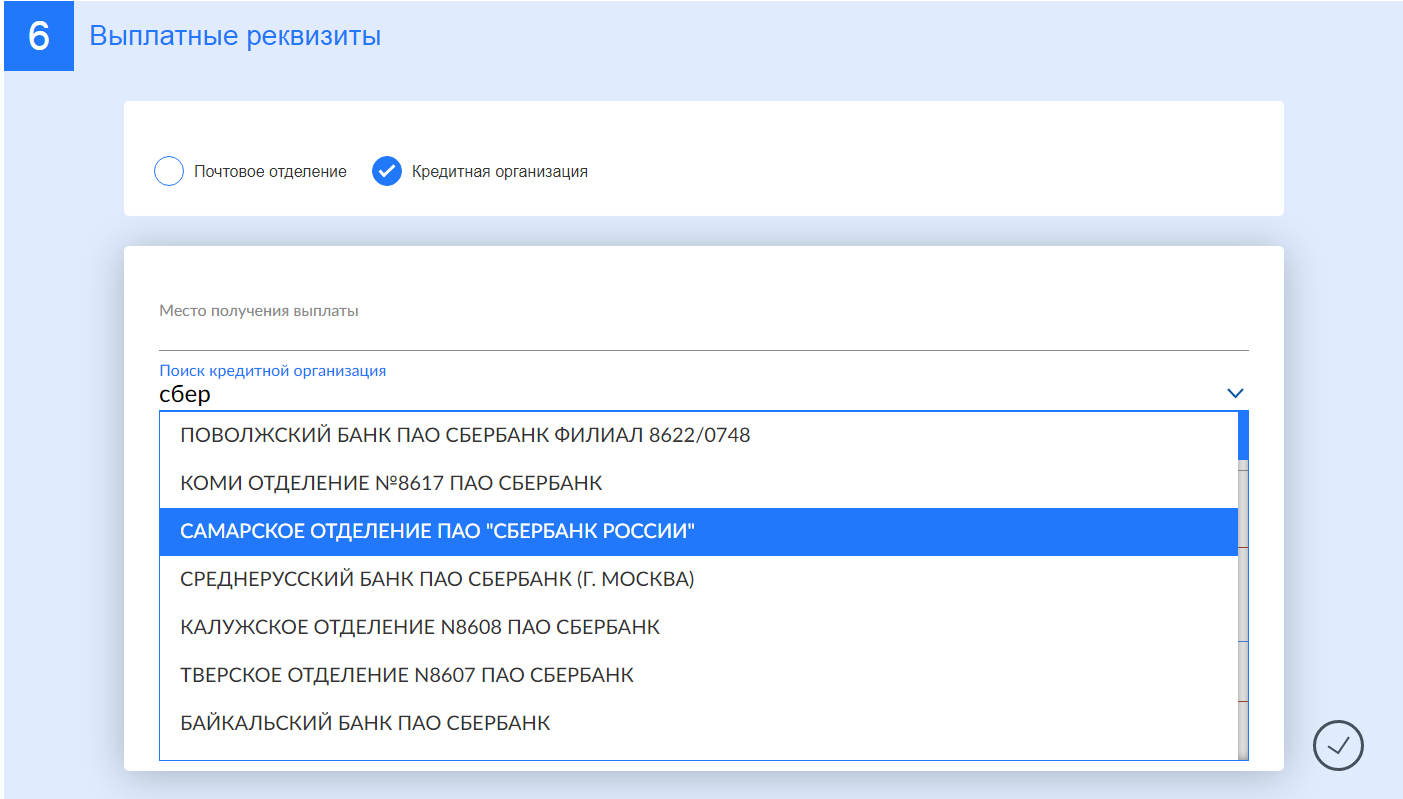 6
Выплатные реквизиты
Почтовое отделение
Кредитная организация
Место получения выплаты
Поиск кредитной организация
сбер
ПОВОЛЖСКИЙ БАНК ПАО СБЕРБАНК ФИЛИАЛ 8622/0748
КОМИ ОТДЕЛЕНИЕ №8617 ПАО СБЕРБАНК
САМАРСКОЕ ОТДЕЛЕНИЕ ПАО "СБЕРБАНК РОССИИ"
СРЕДНЕРУССКИЙ БАНК ПАО СБЕРБАНК (Г. МОСКВА)
КАЛУЖСКОЕ ОТДЕЛЕНИЕ N8608 ПАО СБЕРБАНК
ТВЕРСКОЕ ОТДЕЛЕНИЕ N8607 ПАО СБЕРБАНК
БАЙКАЛЬСКИЙ БАНК ПАО СБЕРБАНК